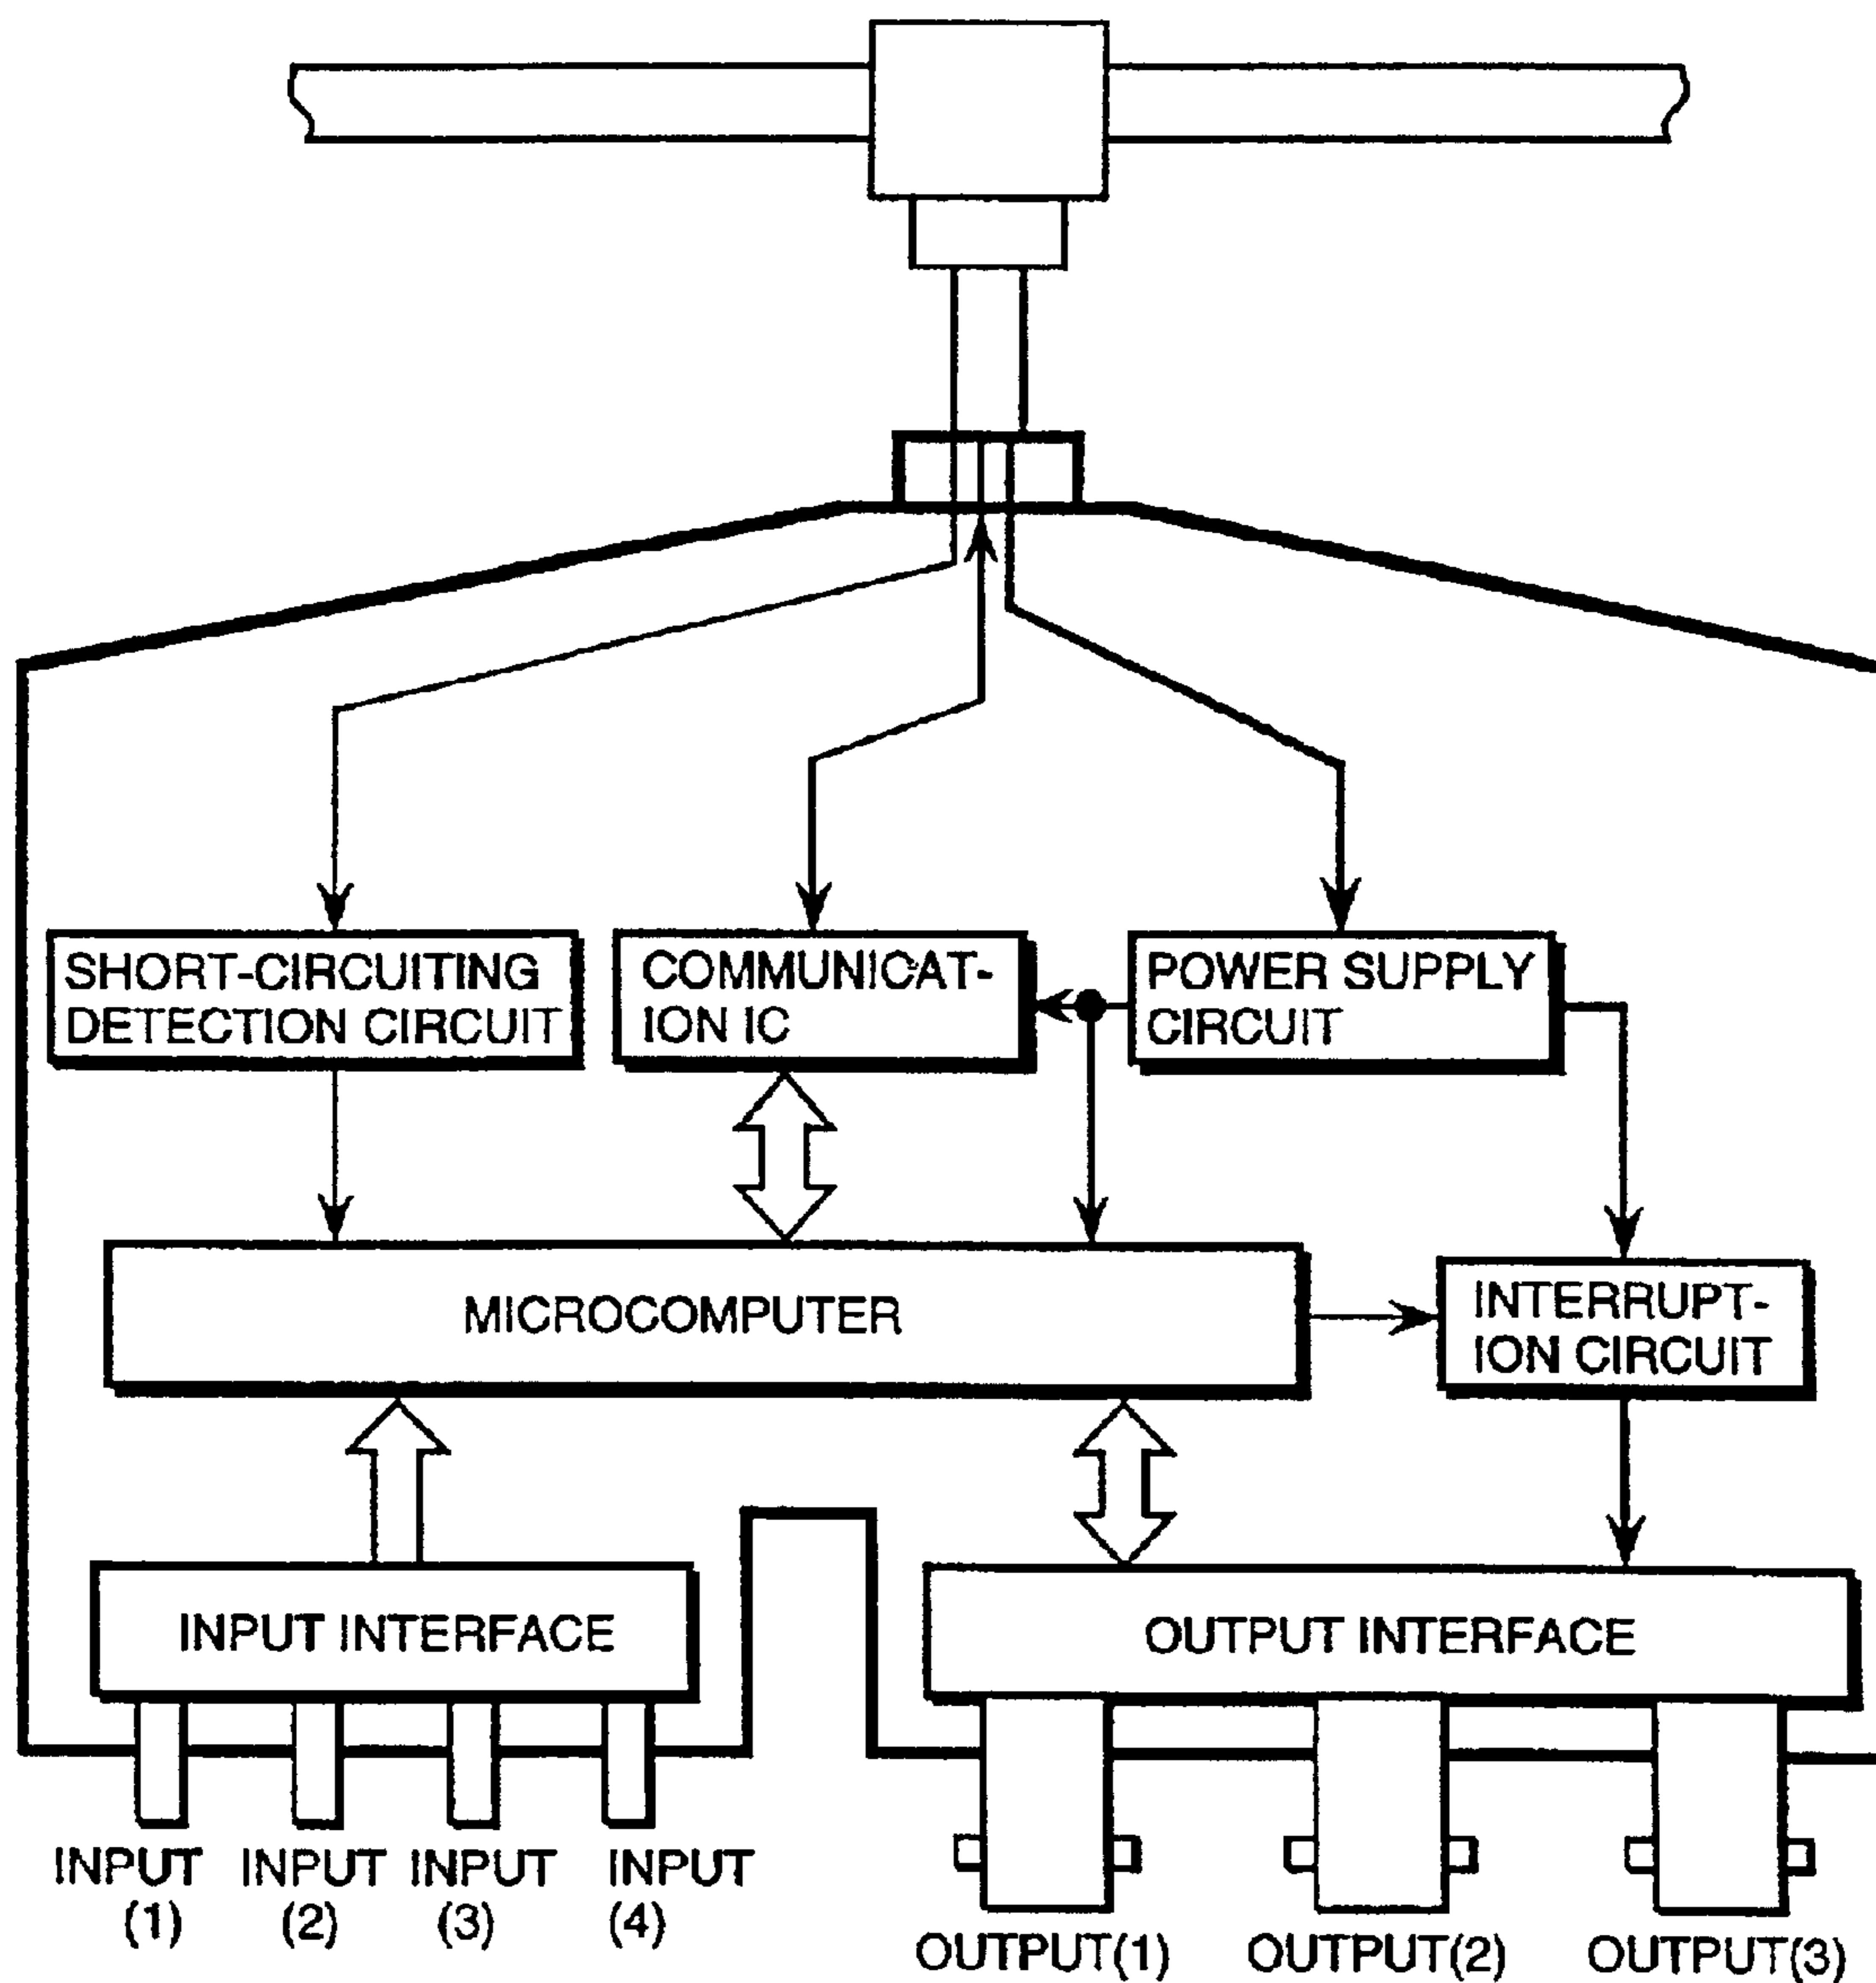 SHORT-CIRCUITING
DETECTION CIRCUIT
COMMUNICAT-
ION IC
POWER SUPPLY
CIRCUIT
MICROCOMPUTER
INTERRUPT-
ION CIRCUIT
INPUT INTERFACE
OUTPUT INTERFACE
INPUT
(1)
INPUT
(2)
INPUT
(3)
INPUT
(4)
OUTPUT(1)
OUTPUT(2)
OUTPUT(3)